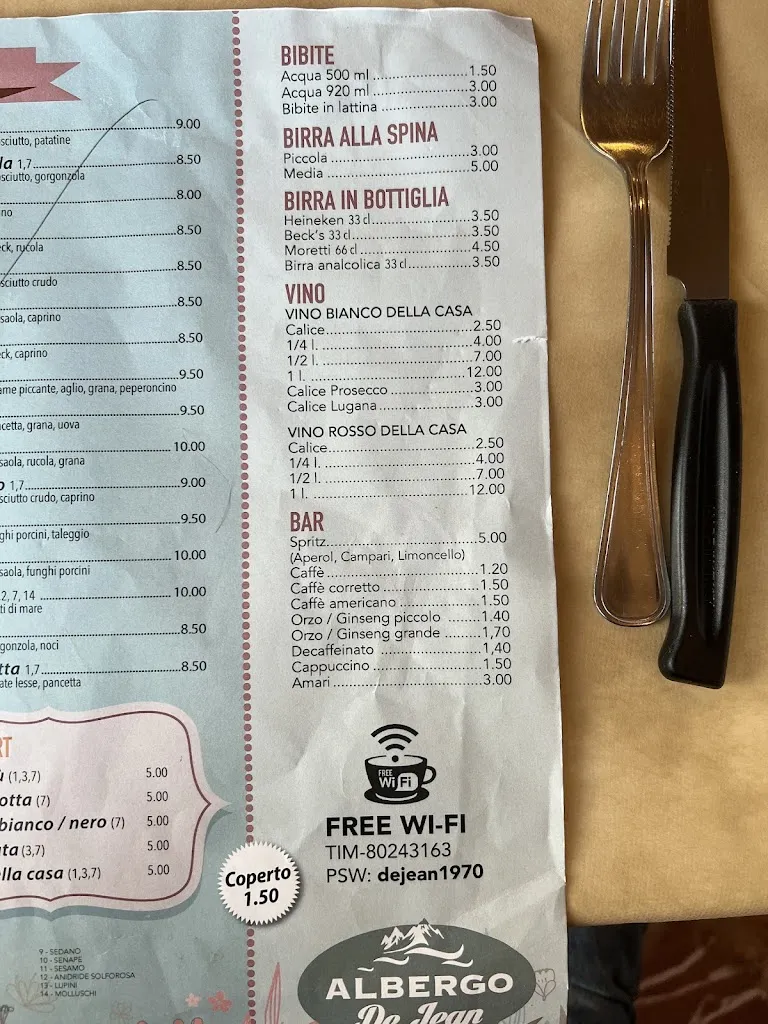 9.00
sciutto, patatine
la 1,7 8.50
sciutto, gorgonzola
8.00
8.50
eck, rucola
8.50
sciutto crudo
8.50
saola, caprino
8.50
eck, caprino
9.50
ame piccante, aglio, grana, peperoncino
9.50
cetta, grana, uova
10.00
saola, rucola, grana
o 1,7 9.00
sciutto crudo, caprino
9.50
ghi porcini, taleggio
10.00
saola, funghi porcini
2, 7, 14 10.00
ti di mare
8.50
gonzola, noci
tta 1,7 8.50
ate lesse, pancetta
RT
ù (1,3,7) 5.00
otta (7) 5.00
bianco / nero (7) 5.00
ata (3,7) 5.00
ella casa (1,3,7) 5.00
9 - SEDANO
10 - SENAPE
11 - SESAMO
12 - ANIDRIDE SOLFOROSA
13 - LUPINI
14 - MOLLUSCHI
Coperto
1.50
BIBITE
Acqua 500 ml 1.50
Acqua 920 ml 3.00
Bibite in lattina 3.00
BIRRA ALLA SPINA
Piccola 3.00
Media 5.00
BIRRA IN BOTTIGLIA
Heineken 33 cl 3.50
Beck's 33 cl 3.50
Moretti 66 cl 4.50
Birra analcolica 33 cl 3.50
VINO
VINO BIANCO DELLA CASA
Calice 2.50
1/4 l. 4.00
1/2 l. 7.00
1 l. 12.00
Calice Prosecco 3.00
Calice Lugana 3.00
VINO ROSSO DELLA CASA
Calice 2.50
1/4 l. 4.00
1/2 l. 7.00
1 l. 12.00
BAR
Spritz 5.00
(Aperol, Campari, Limoncello)
Caffè 1.20
Caffè corretto 1.50
Caffè americano 1.50
Orzo / Ginseng piccolo 1.40
Orzo / Ginseng grande 1,70
Decaffeinato 1,40
Cappuccino 1.50
Amari 3.00
FREE
Wi Fi
FREE WI-FI
TIM-80243163
PSW: dejean1970
ALBERGO
De Jean